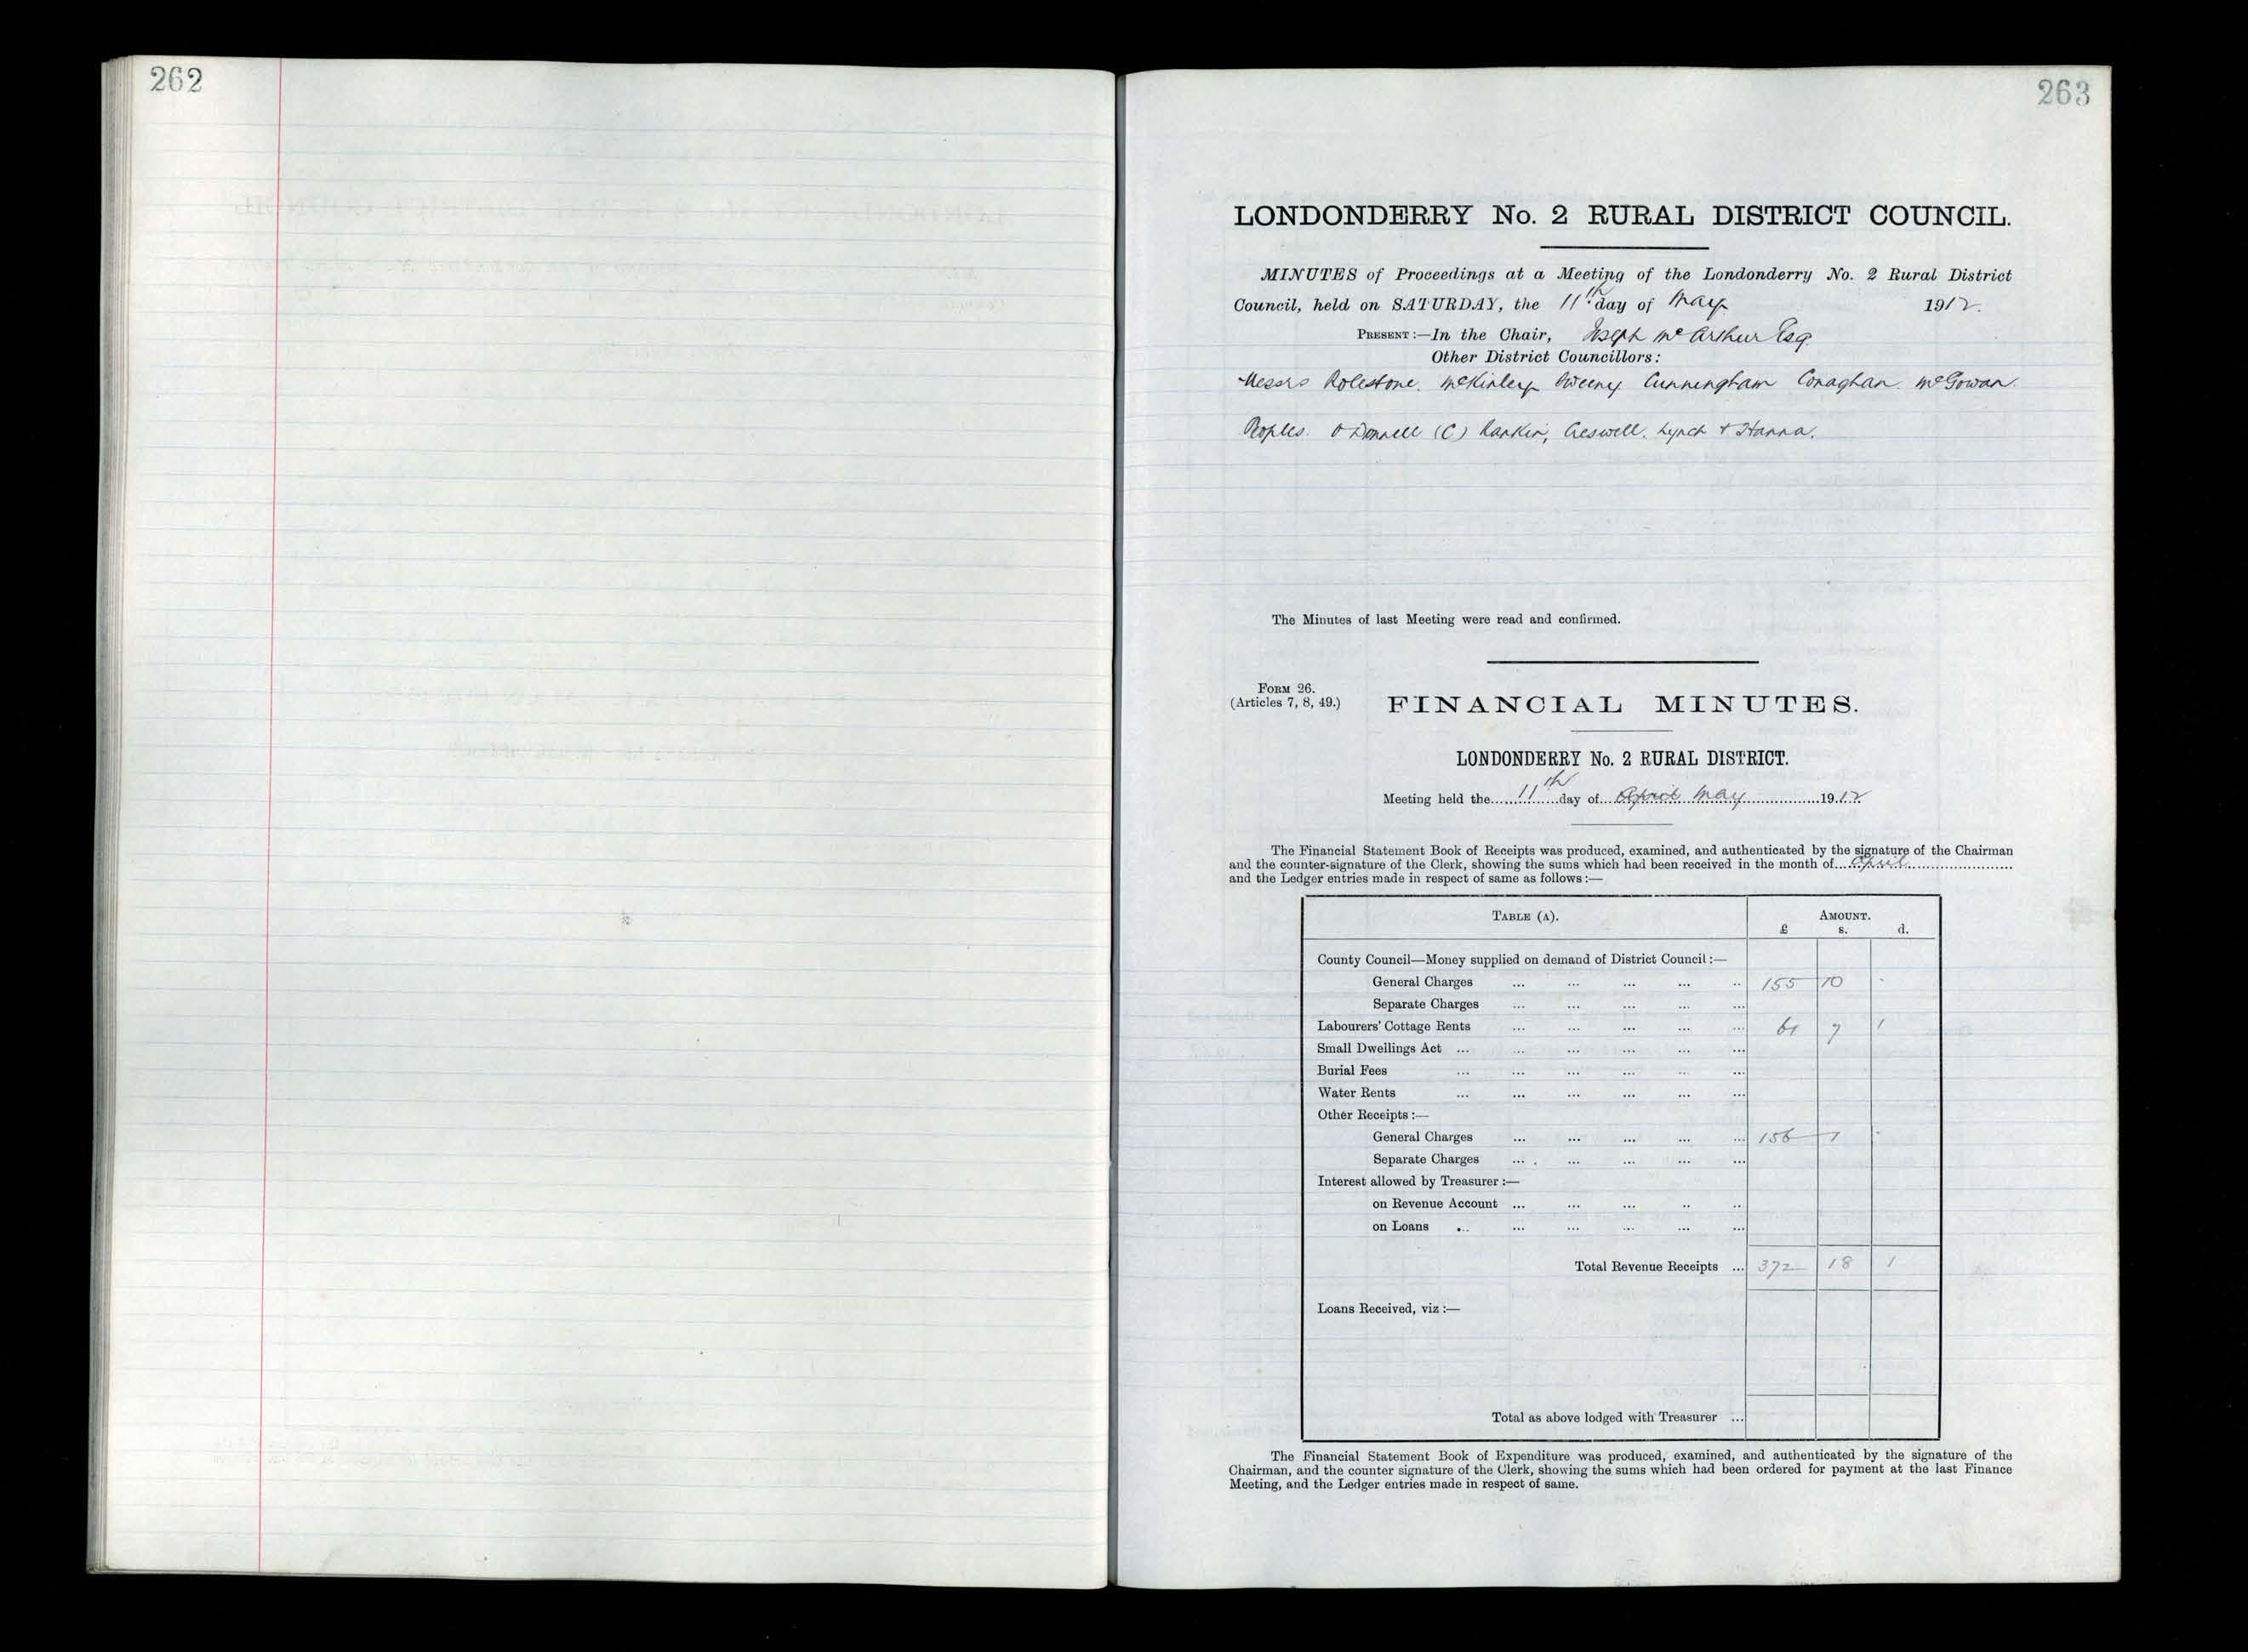 262
263
LONDONDERRY No. 2 RURAL DISTRICT COUNCIL.
MINUTES of Proceedings at a Meeting of the Londonderry No. 2 Rural District
Council, held on SATURDAY, the 11th day of May 1912.
PRESENT:—In the Chair, Joseph McArthur Esq.
Other District Councillors:
Messrs Rolestone. McKinley Sweeney Cunningham Conaghan. McGowan.
Peoples. O'Donnell (C) Rankin, Creswell. Lynch + Hanna.
The Minutes of last Meeting were read and confirmed.
FORM 26.
(Articles 7, 8, 49.)
FINANCIAL MINUTES.
LONDONDERRY No. 2 RURAL DISTRICT.
Meeting held the......11th....day of...April May..................1912
The Financial Statement Book of Receipts was produced, examined, and authenticated by the signature of the Chairman
and the counter-signature of the Clerk, showing the sums which had been received in the month of....April....................
and the Ledger entries made in respect of same as follows:—
TABLE (A). AMOUNT.
£ s. d.
County Council—Money supplied on demand of District Council:—
General Charges ... ... ... ... .. 155 10 -
Separate Charges ... ... ... ... ...
Labourers' Cottage Rents ... ... ... ... ... 61 7 1
Small Dwellings Act ... ... ... ... ... ...
Burial Fees ... ... ... ... ... ...
Water Rents ... ... ... ... ... ...
Other Receipts:—
General Charges ... ... ... ... ... 156 1 -
Separate Charges ... ... ... ... ...
Interest allowed by Treasurer:—
on Revenue Account ... ... ... .. ..
on Loans ... ... ... ... ... ...
Total Revenue Receipts ... 372 18 1
Loans Received, viz:—
Total as above lodged with Treasurer ...
The Financial Statement Book of Expenditure was produced, examined, and authenticated by the signature of the
Chairman, and the counter signature of the Clerk, showing the sums which had been ordered for payment at the last Finance
Meeting, and the Ledger entries made in respect of same.